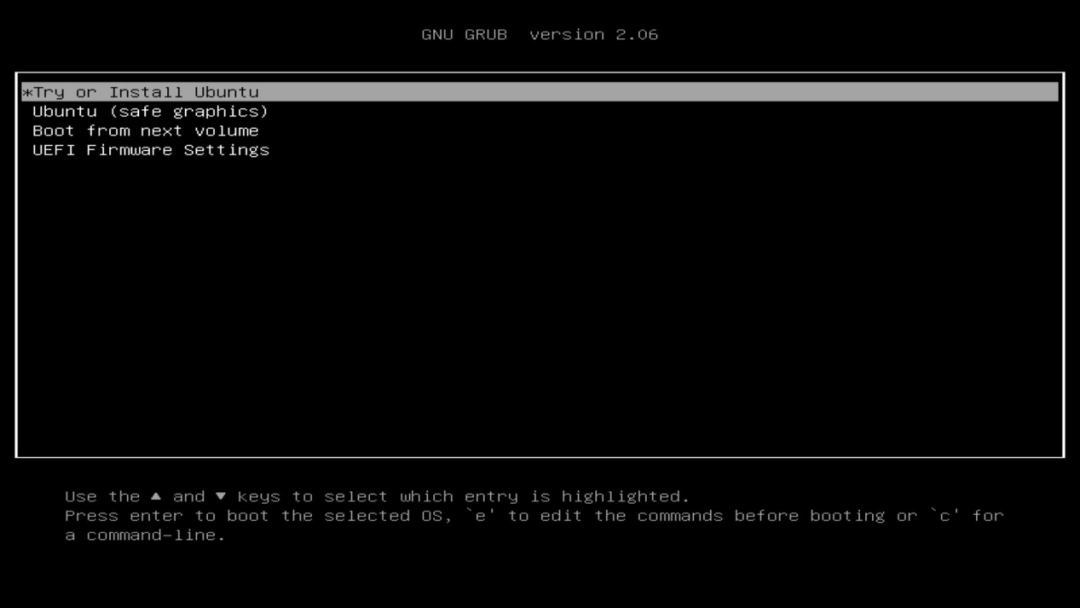 GNU GRUB  version 2.06
*Try or Install Ubuntu
Ubuntu (safe graphics)
Boot from next volume
UEFI Firmware Settings
Use the ▲ and ▼ keys to select which entry is highlighted.
Press enter to boot the selected OS, `e' to edit the commands before booting or `c' for
a command-line.